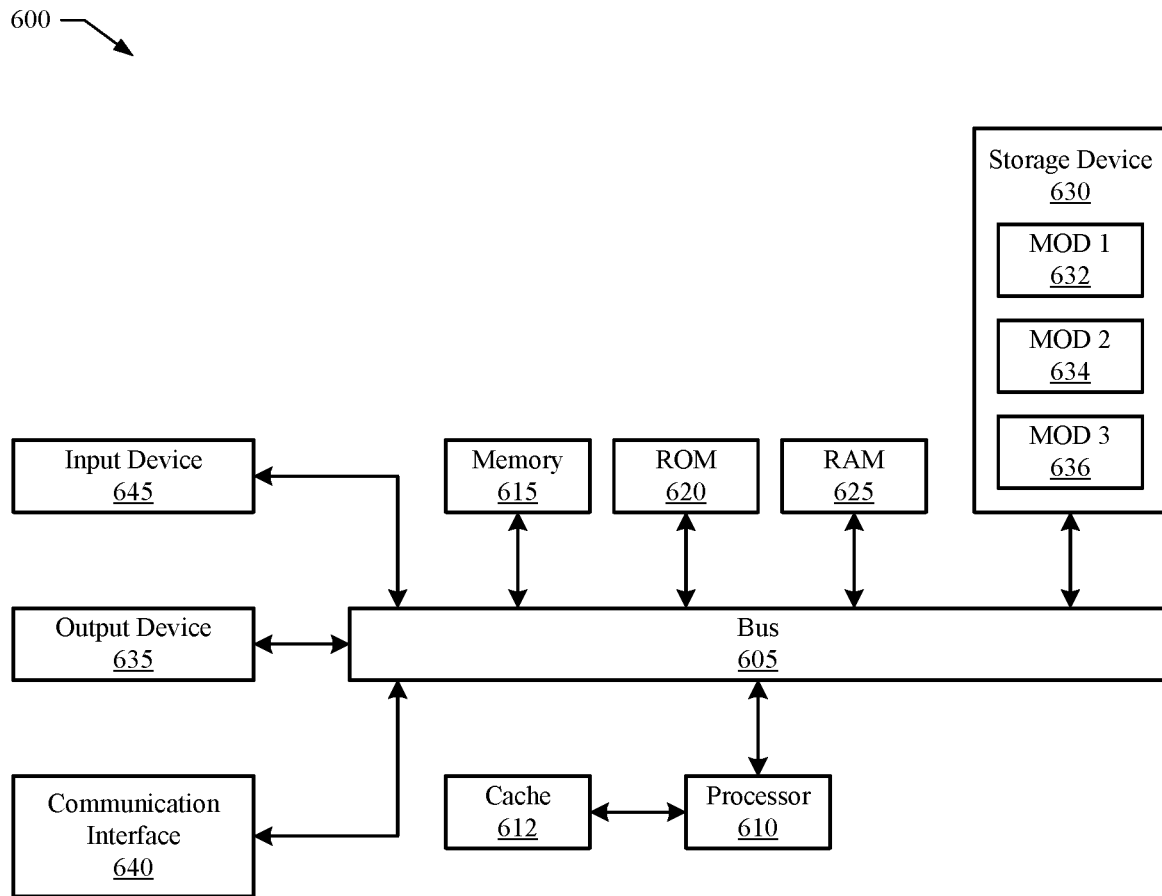 600
Storage Device
630
MOD 1
632
MOD 2
634
MOD 3
636
Input Device
645
Memory
615
ROM
620
RAM
625
Output Device
635
Bus
605
Communication
Interface
640
Cache
612
Processor
610